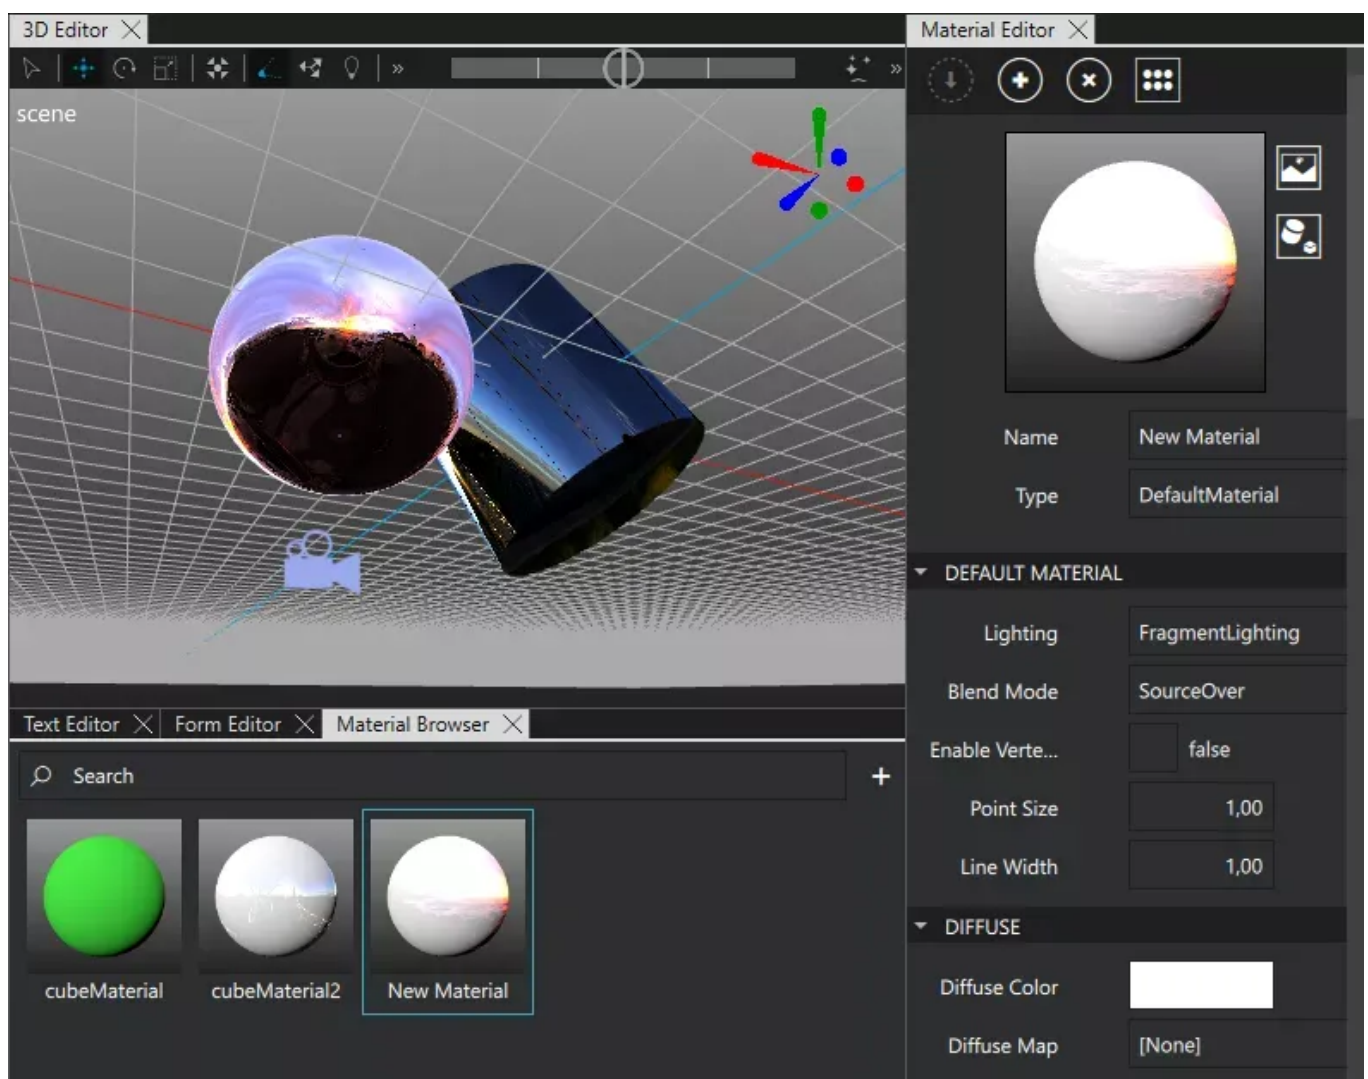 3D Editor
Material Editor
scene
Name New Material
Type DefaultMaterial
DEFAULT MATERIAL
Lighting FragmentLighting
Blend Mode SourceOver
Enable Verte... false
Point Size 1,00
Line Width 1,00
DIFFUSE
Diffuse Color
Diffuse Map [None]
Text Editor Form Editor Material Browser
Search
cubeMaterial cubeMaterial2 New Material